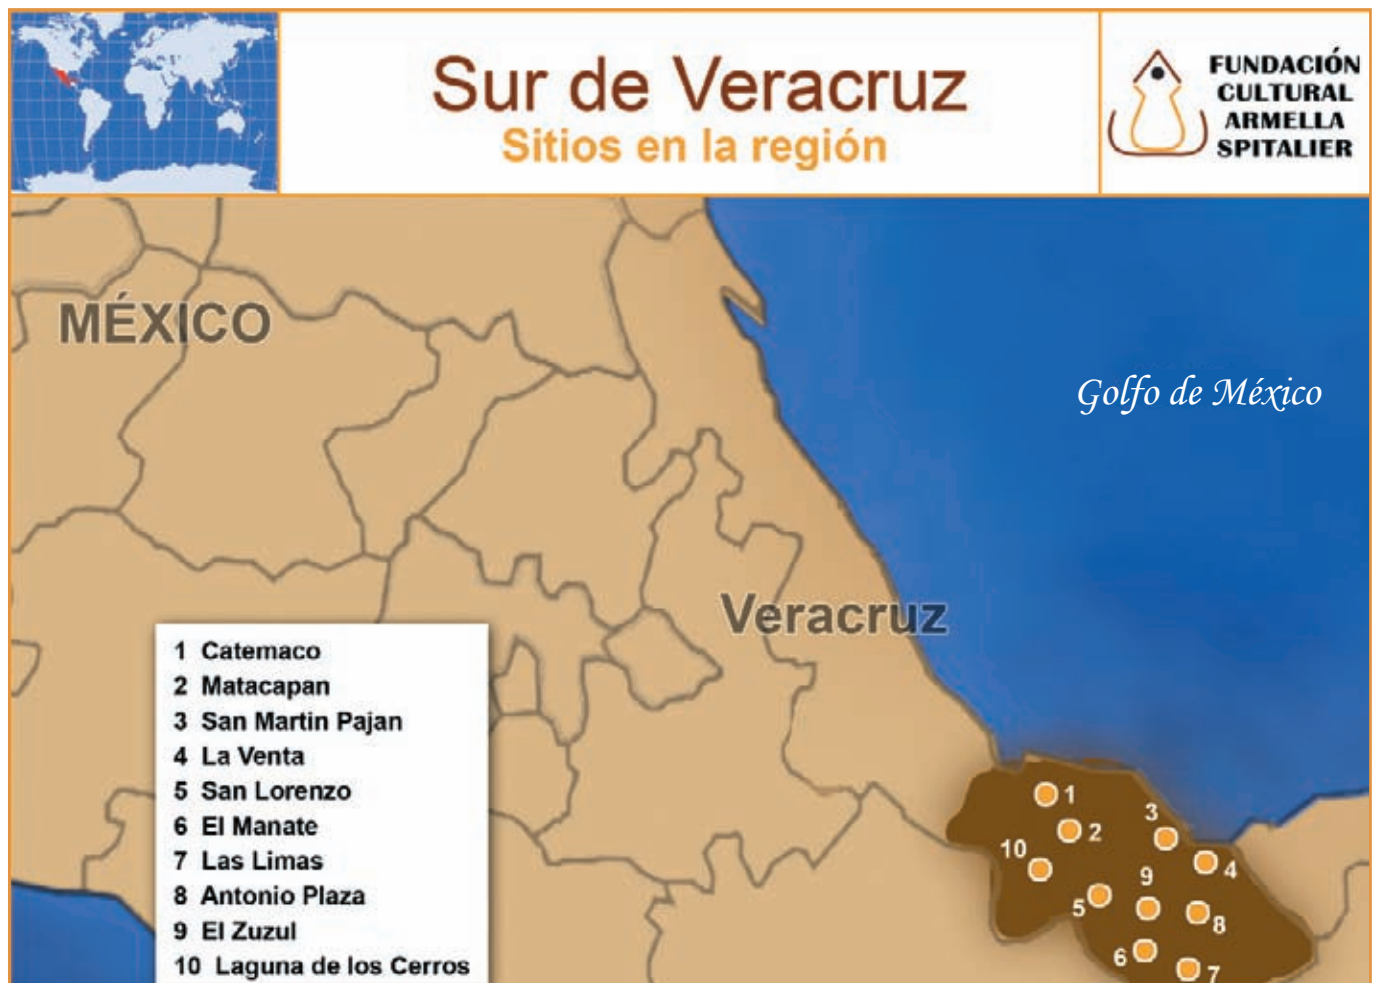 Sur de Veracruz
Sitios en la región
FUNDACIÓN
CULTURAL
ARMELLA
SPITALIER
MÉXICO
Golfo de México
Veracruz
1 Catemaco
2 Matacapan
3 San Martin Pajan
4 La Venta
5 San Lorenzo
6 El Manate
7 Las Limas
8 Antonio Plaza
9 El Zuzul
10 Laguna de los Cerros
1
2
3
10
4
9
5
8
6
7